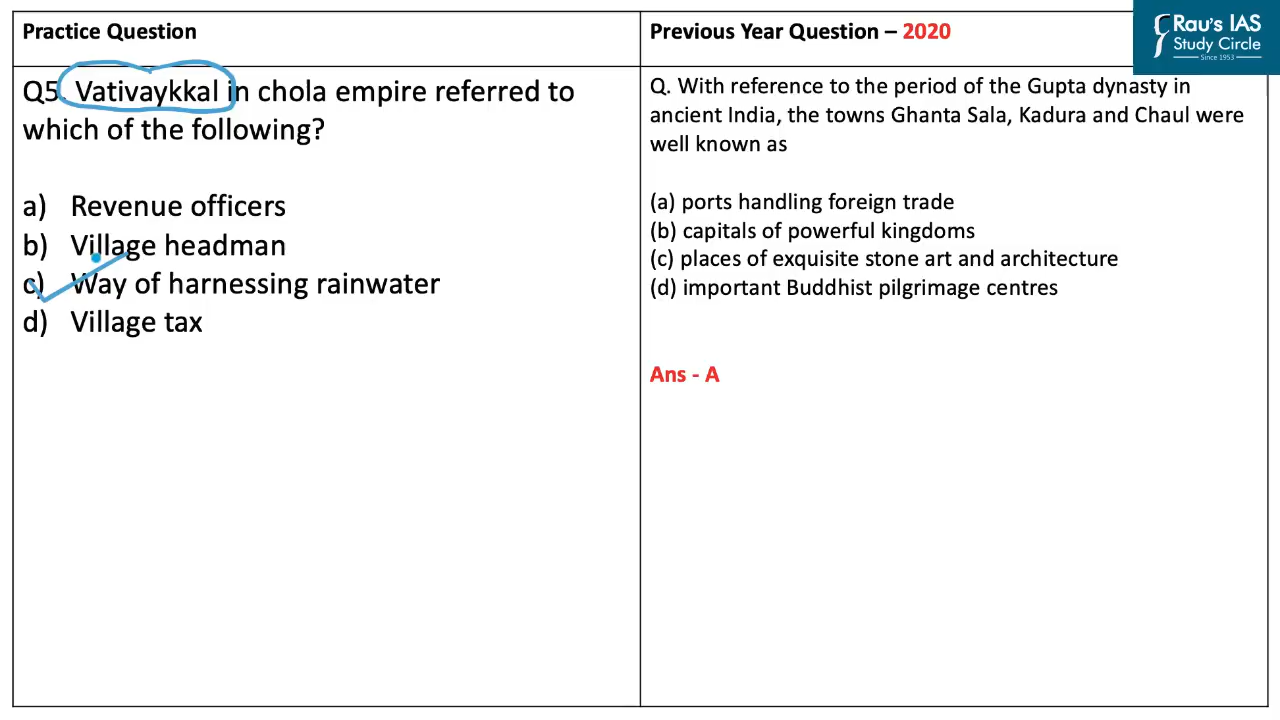 Practice Question
Q5. Vativaykkal in chola empire referred to
which of the following?
a) Revenue officers
b) Village headman
c) Way of harnessing rainwater
d) Village tax
Previous Year Question – 2020
Q. With reference to the period of the Gupta dynasty in
ancient India, the towns Ghanta Sala, Kadura and Chaul were
well known as
(a) ports handling foreign trade
(b) capitals of powerful kingdoms
(c) places of exquisite stone art and architecture
(d) important Buddhist pilgrimage centres
Ans - A
Rau's IAS
Study Circle
Since 1953